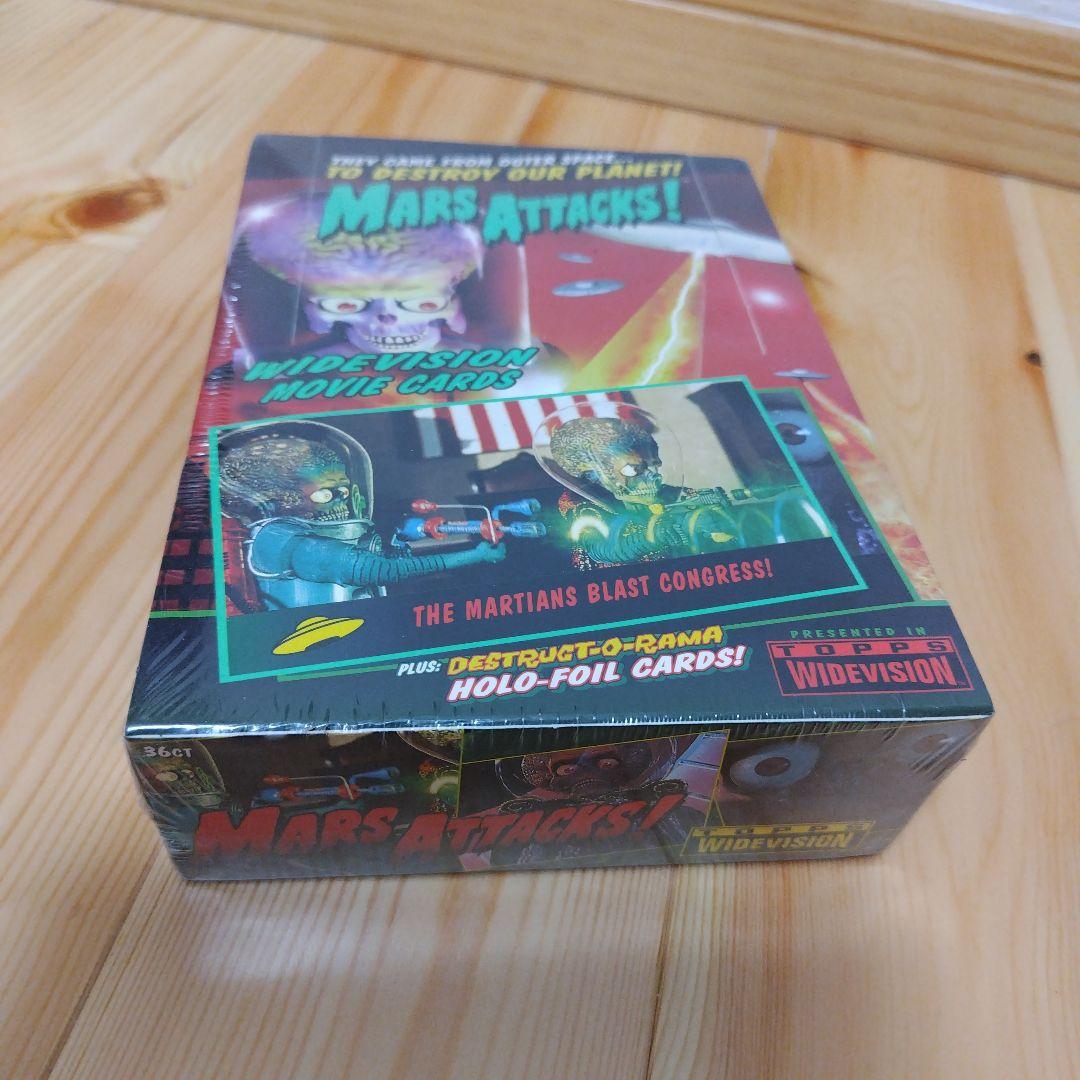 THEY CAME FROM OUTER SPACE...
TO DESTROY OUR PLANET!
MARS ATTACKS!
WIDEVISION
MOVIE CARDS
THE MARTIANS BLAST CONGRESS!
PLUS: DESTRUCT-O-RAMA
HOLO-FOIL CARDS!
PRESENTED IN
TOPPS
WIDEVISION™
36CT
MARS ATTACKS!
TOPPS
WIDEVISION